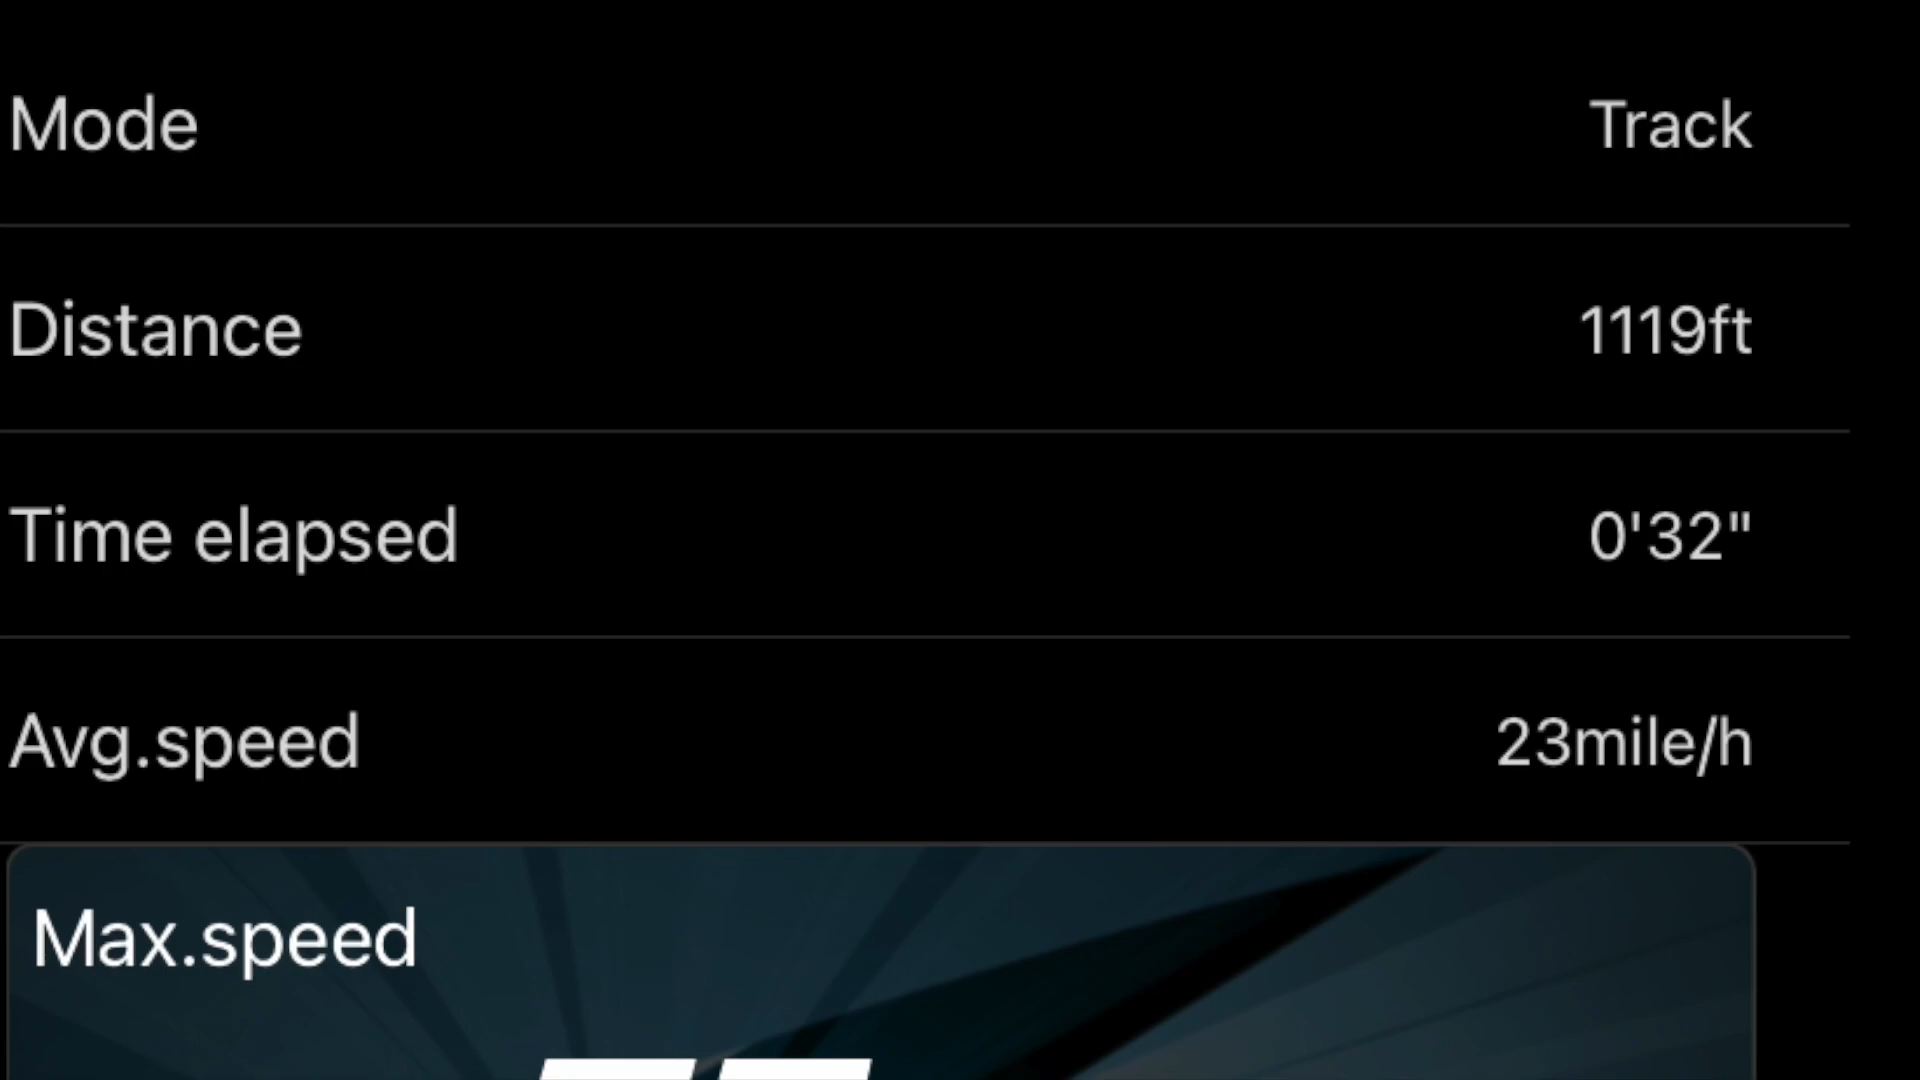 Mode Track
Distance 1119ft
Time elapsed 0'32"
Avg.speed 23mile/h
Max.speed